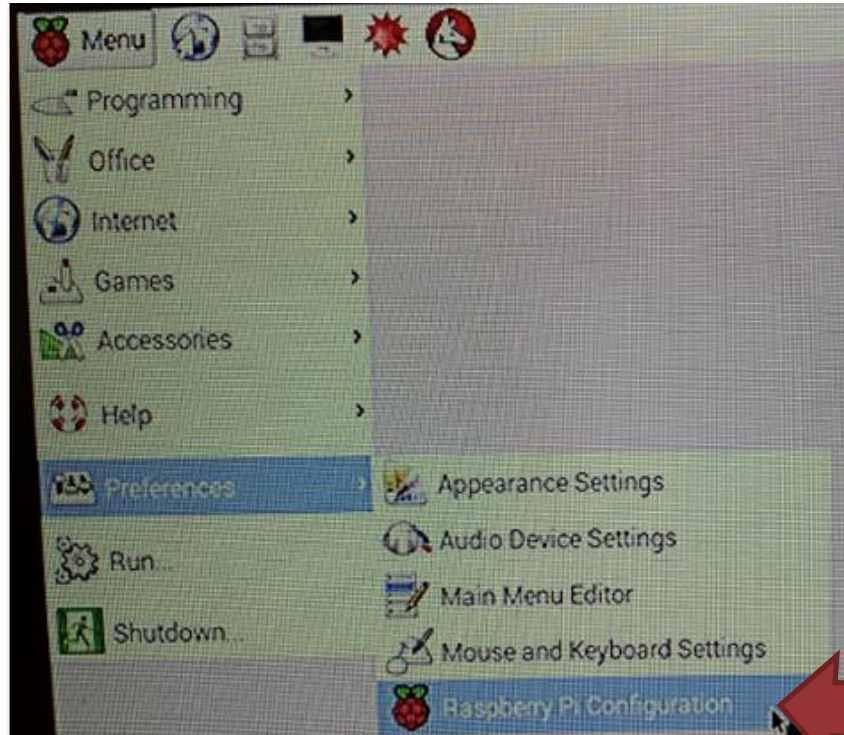 Menu
Programming
Office
Internet
Games
Accessories
Help
Preferences
Appearance Settings
Audio Device Settings
Main Menu Editor
Mouse and Keyboard Settings
Raspberry Pi Configuration
Run...
Shutdown...